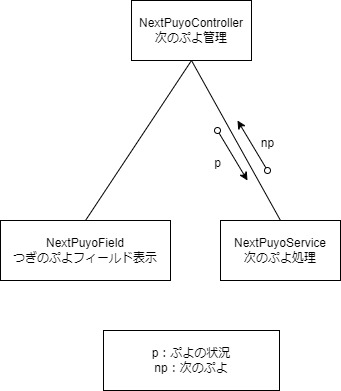 NextPuyoController
次のぷよ管理
np
p
NextPuyoField
つぎのぷよフィールド表示
NextPuyoService
次のぷよ処理
p：ぷよの状況
np：次のぷよ